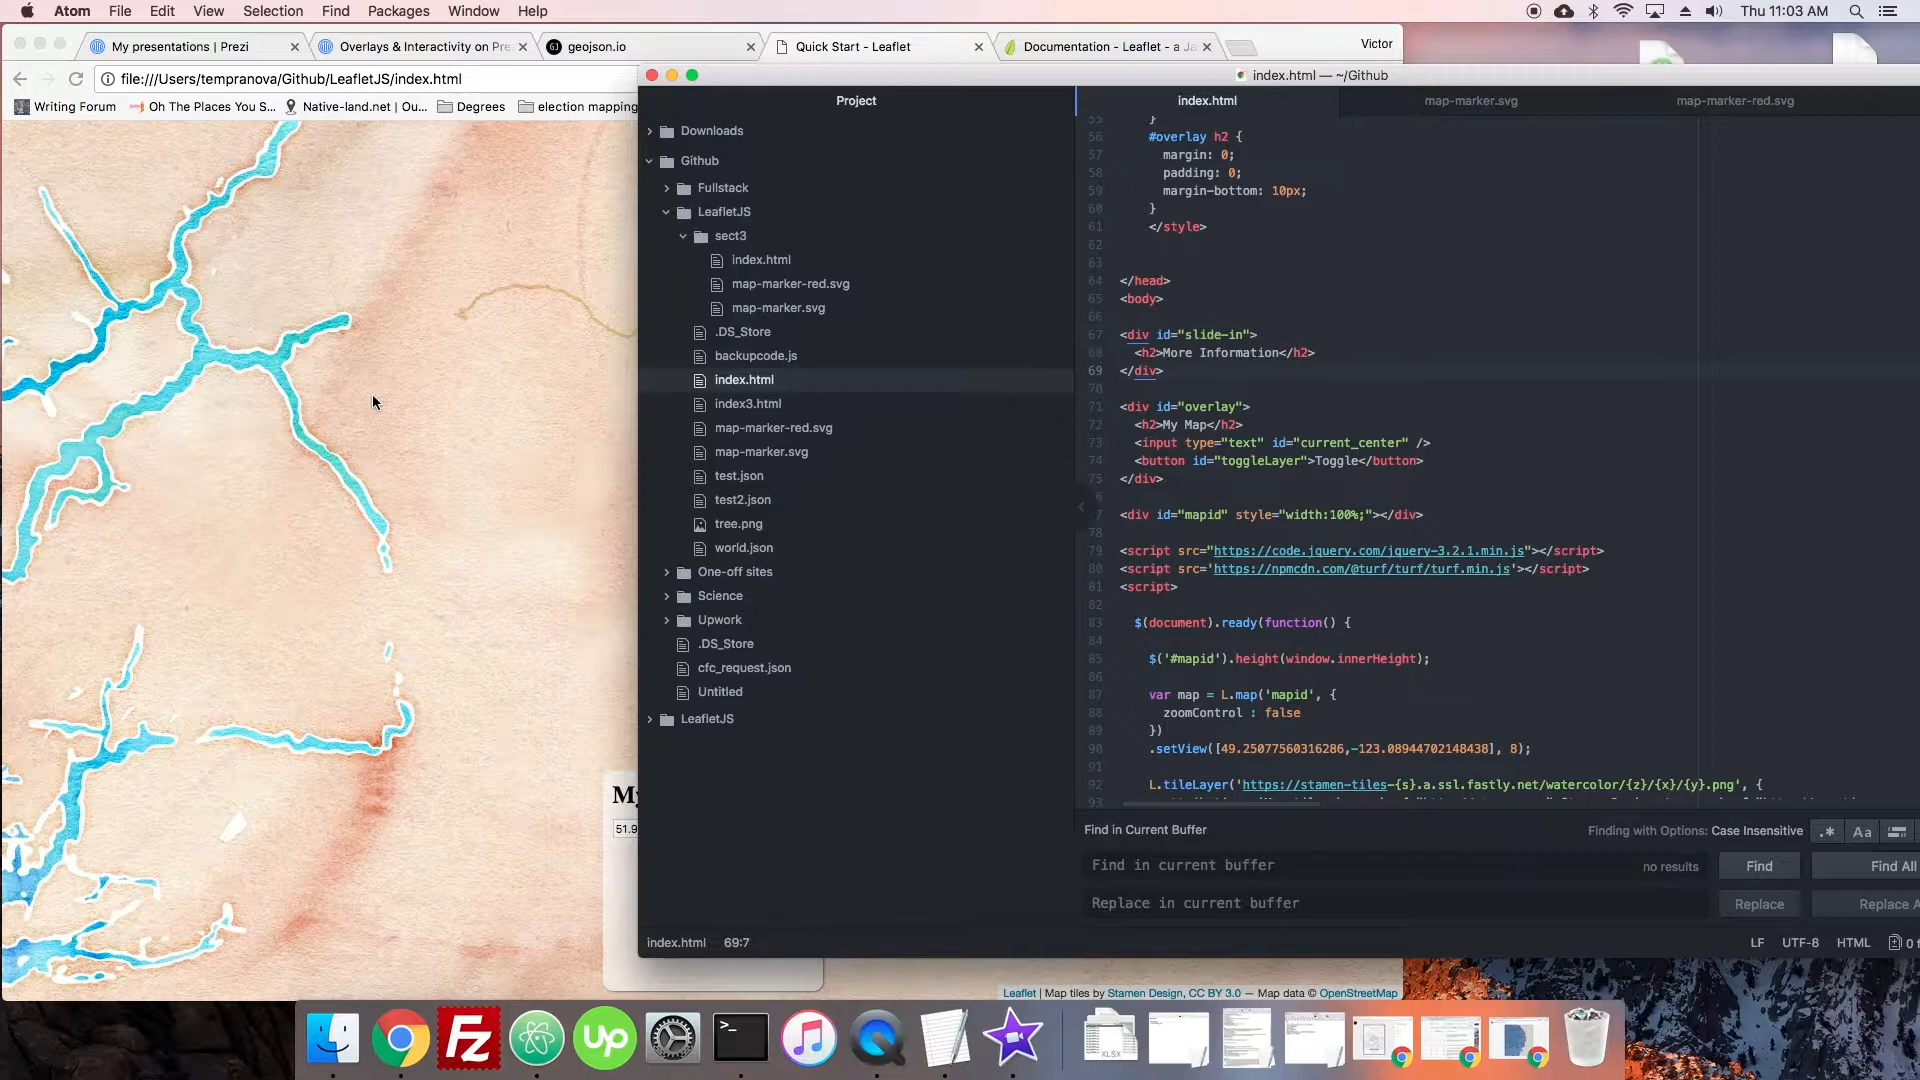 Atom File Edit View Selection Find Packages Window Help
Thu 11:03 AM
My presentations | Prezi
Overlays & Interactivity on Pre
geojson.io
Quick Start - Leaflet
Documentation - Leaflet - a Ja
Victor
file:///Users/tempranova/Github/LeafletJS/index.html
Writing Forum
Oh The Places You S...
Native-land.net | Ou...
Degrees
election mapping
index.html — ~/Github
Project
index.html
map-marker.svg
map-marker-red.svg
Downloads
Github
Fullstack
LeafletJS
sect3
index.html
map-marker-red.svg
map-marker.svg
.DS_Store
backupcode.js
index.html
index3.html
map-marker-red.svg
map-marker.svg
test.json
test2.json
tree.png
world.json
One-off sites
Science
Upwork
.DS_Store
cfc_request.json
Untitled
LeafletJS
55 }
56 #overlay h2 {
57 margin: 0;
58 padding: 0;
59 margin-bottom: 10px;
60 }
61 </style>
62
63
64 </head>
65 <body>
66
67 <div id="slide-in">
68 <h2>More Information</h2>
69 </div>
70
71 <div id="overlay">
72 <h2>My Map</h2>
73 <input type="text" id="current_center" />
74 <button id="toggleLayer">Toggle</button>
75 </div>
6
7 <div id="mapid" style="width:100%;"></div>
78
79 <script src="https://code.jquery.com/jquery-3.2.1.min.js"></script>
80 <script src='https://npmcdn.com/@turf/turf/turf.min.js'></script>
81 <script>
82
83 $(document).ready(function() {
84
85 $('#mapid').height(window.innerHeight);
86
87 var map = L.map('mapid', {
88 zoomControl : false
89 })
90 .setView([49.25077560316286,-123.08944702148438], 8);
91
92 L.tileLayer('https://stamen-tiles-{s}.a.ssl.fastly.net/watercolor/{z}/{x}/{y}.png', {
93
My
51.9
Find in Current Buffer
Finding with Options: Case Insensitive
.* Aa
Find in current buffer
no results
Find
Find All
Replace in current buffer
Replace
Replace A
index.html 69:7
LF UTF-8 HTML 0 f
Leaflet | Map tiles by Stamen Design, CC BY 3.0 — Map data © OpenStreetMap
Fz
Up
>_
XLSX